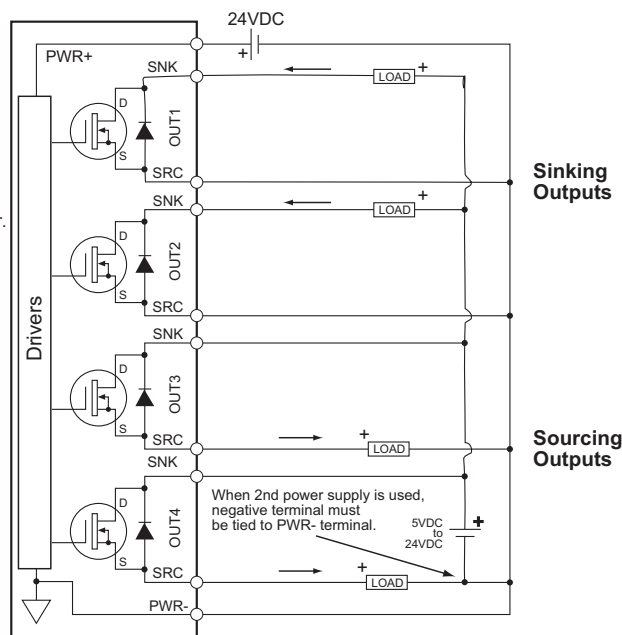 24VDC
+
PWR+
SNK
LOAD +
D
S
OUT1
SRC
Sinking
Outputs
SNK
LOAD
+
D
S
OUT2
SRC
Drivers
SNK
D
S
OUT3
SRC
+
LOAD
Sourcing
Outputs
SNK
When 2nd power supply is used,
negative terminal must
be tied to PWR- terminal.
5VDC
to
24VDC
+
D
S
OUT4
SRC
+
LOAD
PWR-